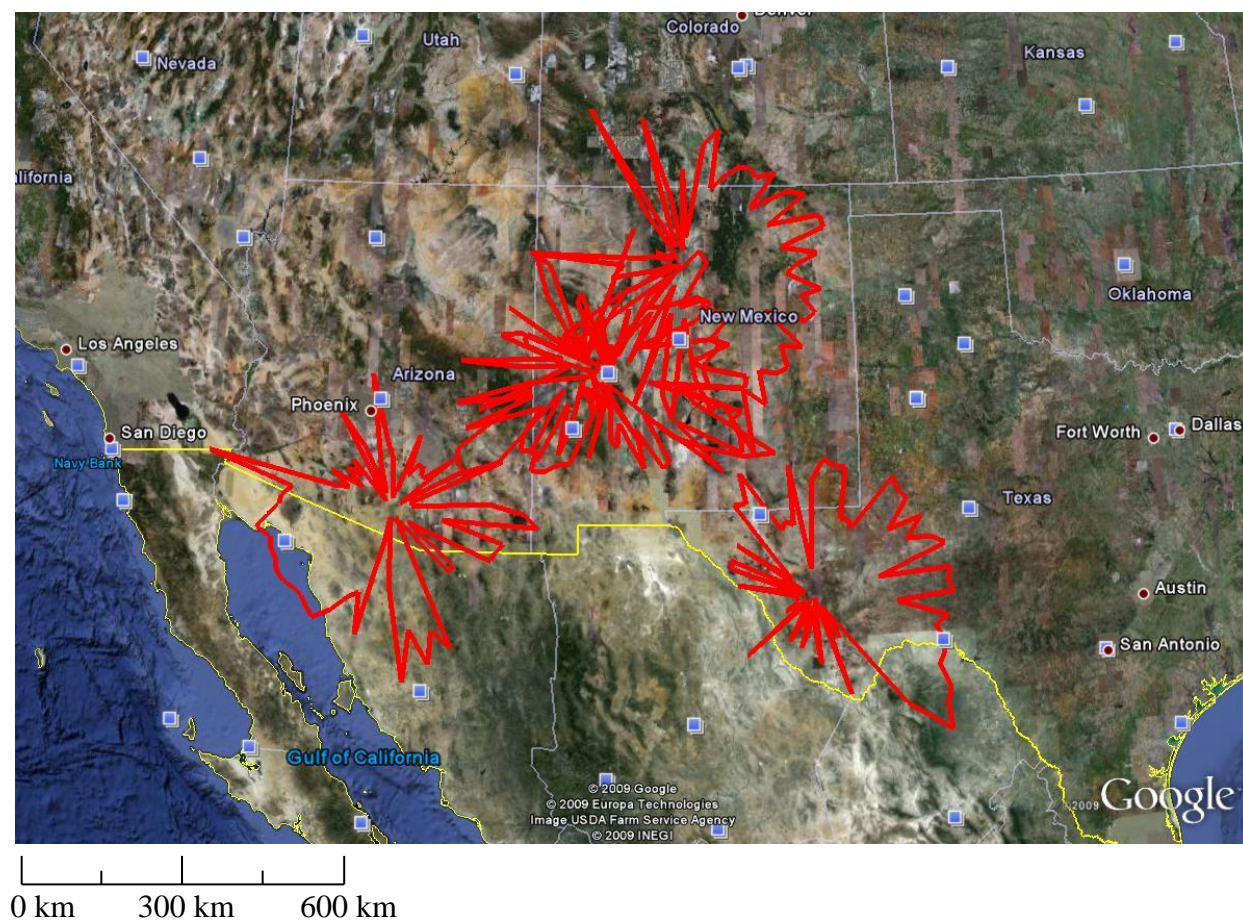 Denver
Utah
Colorado
Nevada
Kansas
lifornia
Oklahoma
New Mexico
Los Angeles
Arizona
Phoenix
San Diego
Navy Bank
Fort Worth
Dallas
Texas
Austin
San Antonio
Gulf of California
© 2009 Google
© 2009 Europa Technologies
Image USDA Farm Service Agency
© 2009 INEGI
© 2009
Google
0 km 300 km 600 km